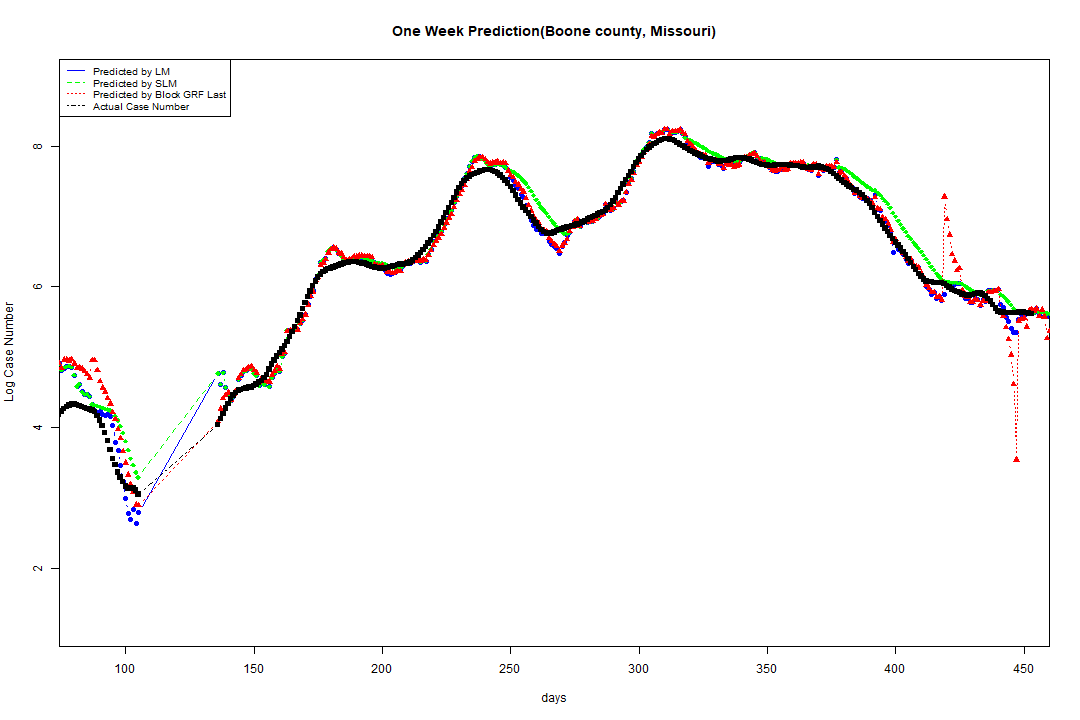 One Week Prediction(Boone county, Missouri)
Predicted by LM
Predicted by SLM
Predicted by Block GRF Last
Actual Case Number
8
6
4
2
Log Case Number
100 150 200 250 300 350 400 450
days